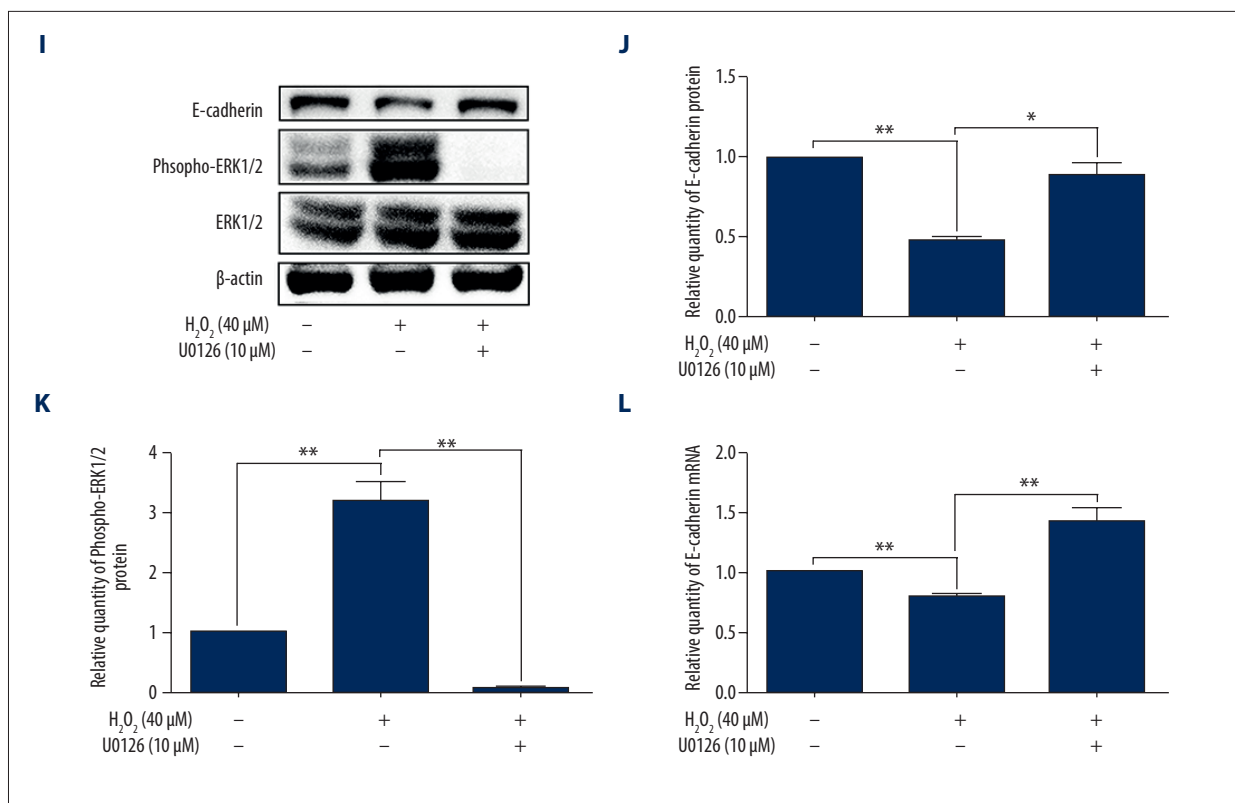 I
E-cadherin
Phsopho-ERK1/2
ERK1/2
β-actin
H₂O₂ (40 μM) – + +
U0126 (10 μM) – – +
J
Relative quantity of E-cadherin protein
1.5
1.0
0.5
0.0
**
*
H₂O₂ (40 μM) – + +
U0126 (10 μM) – – +
K
Relative quantity of Phospho-ERK1/2
protein
4
3
2
1
0
**
**
H₂O₂ (40 μM) – + +
U0126 (10 μM) – – +
L
Relative quantity of E-cadherin mRNA
2.0
1.5
1.0
0.5
0.0
**
**
H₂O₂ (40 μM) – + +
U0126 (10 μM) – – +